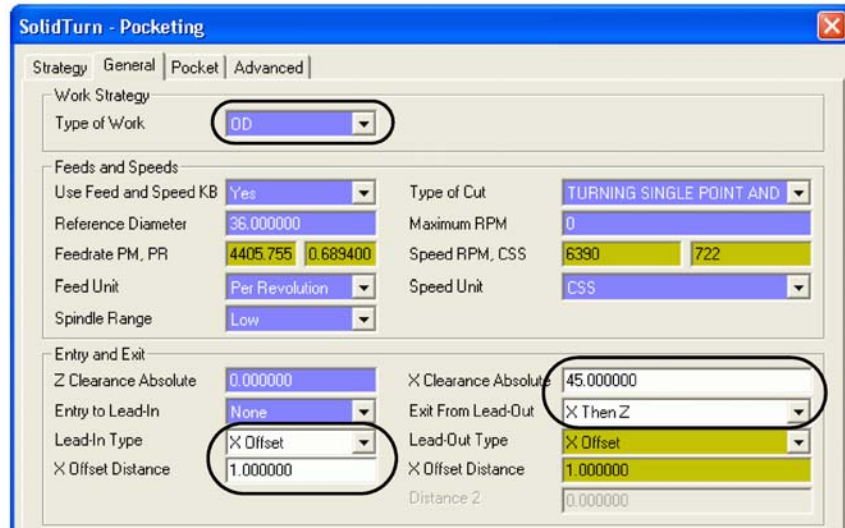 SolidTurn - Pocketing
Strategy General Pocket Advanced
Work Strategy
Type of Work OD
Feeds and Speeds
Use Feed and Speed KB Yes Type of Cut TURNING SINGLE POINT AND
Reference Diameter 36.000000 Maximum RPM 0
Feedrate PM, PR 4405.755 0.689400 Speed RPM, CSS 6390 722
Feed Unit Per Revolution Speed Unit CSS
Spindle Range Low
Entry and Exit
Z Clearance Absolute 0.000000 X Clearance Absolute 45.000000
Entry to Lead-In None Exit From Lead-Out X Then Z
Lead-In Type X Offset Lead-Out Type X Offset
X Offset Distance 1.000000 X Offset Distance 1.000000
Distance 2 0.000000